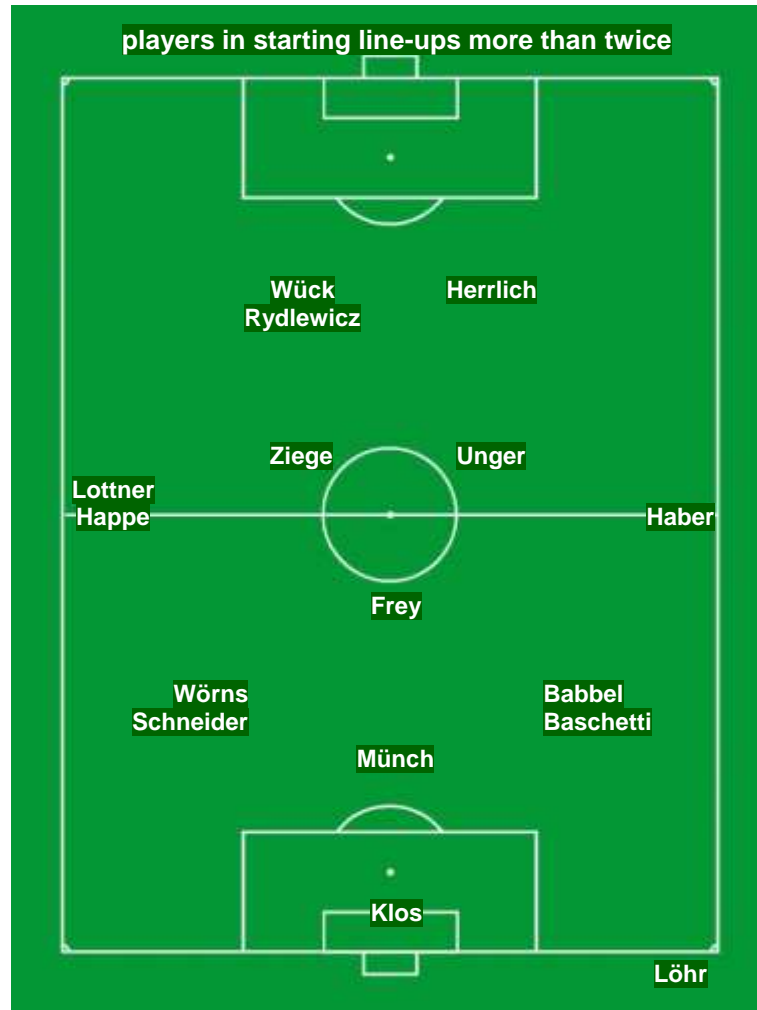 players in starting line-ups more than twice
Wück
Rydlewicz
Herrlich
Ziege
Unger
Lottner
Happe
Haber
Frey
Wörns
Schneider
Babbel
Baschetti
Münch
Klos
Löhr